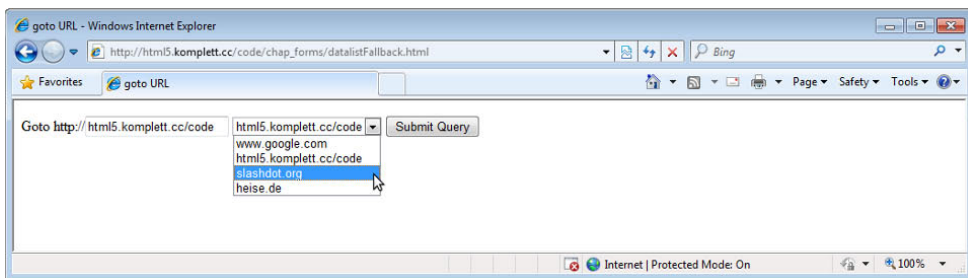 goto URL - Windows Internet Explorer
http://html5.komplett.cc/code/chap_forms/datalistFallback.html Bing
Favorites goto URL Page Safety Tools
Goto http:// html5.komplett.cc/code html5.komplett.cc/code Submit Query
www.google.com
html5.komplett.cc/code
slashdot.org
heise.de
Internet | Protected Mode: On 100%